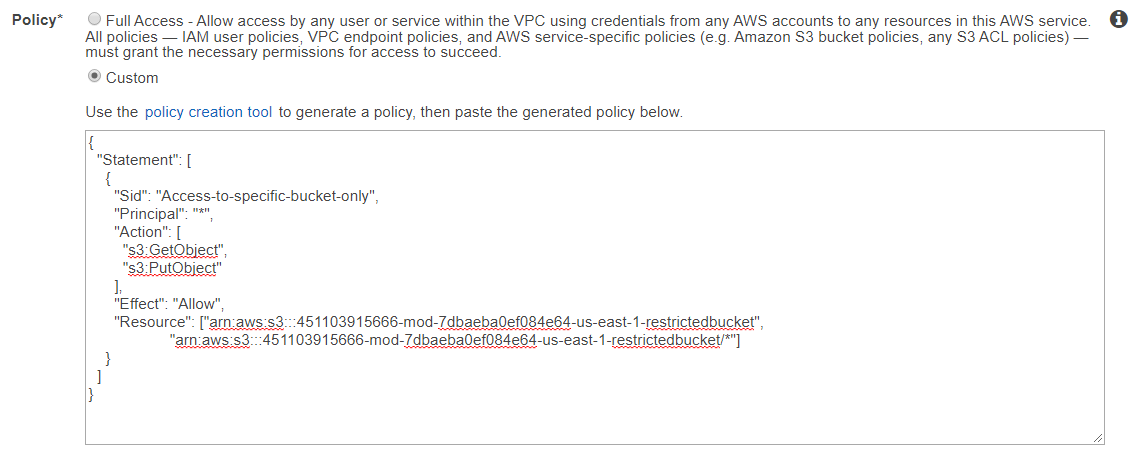 Policy* Full Access - Allow access by any user or service within the VPC using credentials from any AWS accounts to any resources in this AWS service.
All policies — IAM user policies, VPC endpoint policies, and AWS service-specific policies (e.g. Amazon S3 bucket policies, any S3 ACL policies) —
must grant the necessary permissions for access to succeed.
Custom
Use the policy creation tool to generate a policy, then paste the generated policy below.
{
"Statement": [
{
"Sid": "Access-to-specific-bucket-only",
"Principal": "*",
"Action": [
"s3:GetObject",
"s3:PutObject"
],
"Effect": "Allow",
"Resource": ["arn:aws:s3:::451103915666-mod-7dbaeba0ef084e64-us-east-1-restrictedbucket",
"arn:aws:s3:::451103915666-mod-7dbaeba0ef084e64-us-east-1-restrictedbucket/*"]
}
]
}